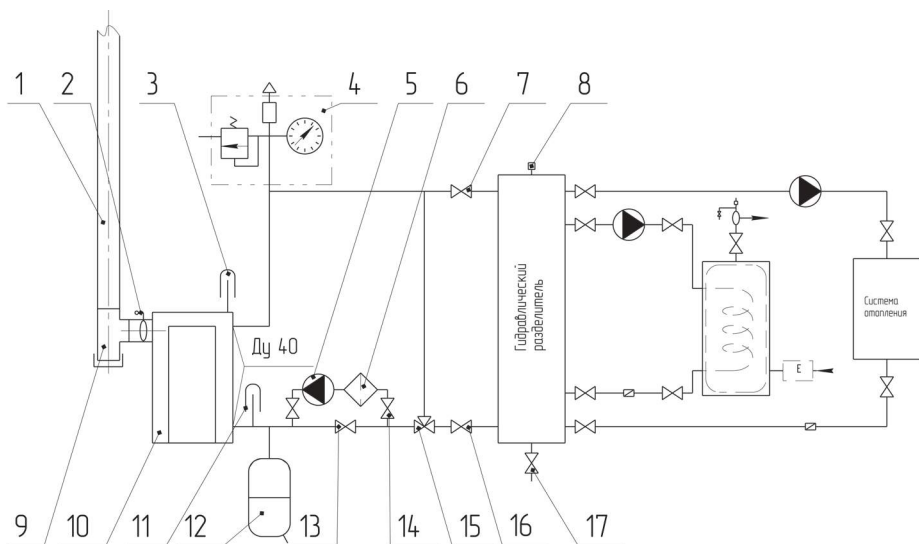 1 2 3 4 5 6 7 8
Гидравлический
разделитель
Система
отопления
Ду 40
E
9 10 11 12 13 14 15 16 17